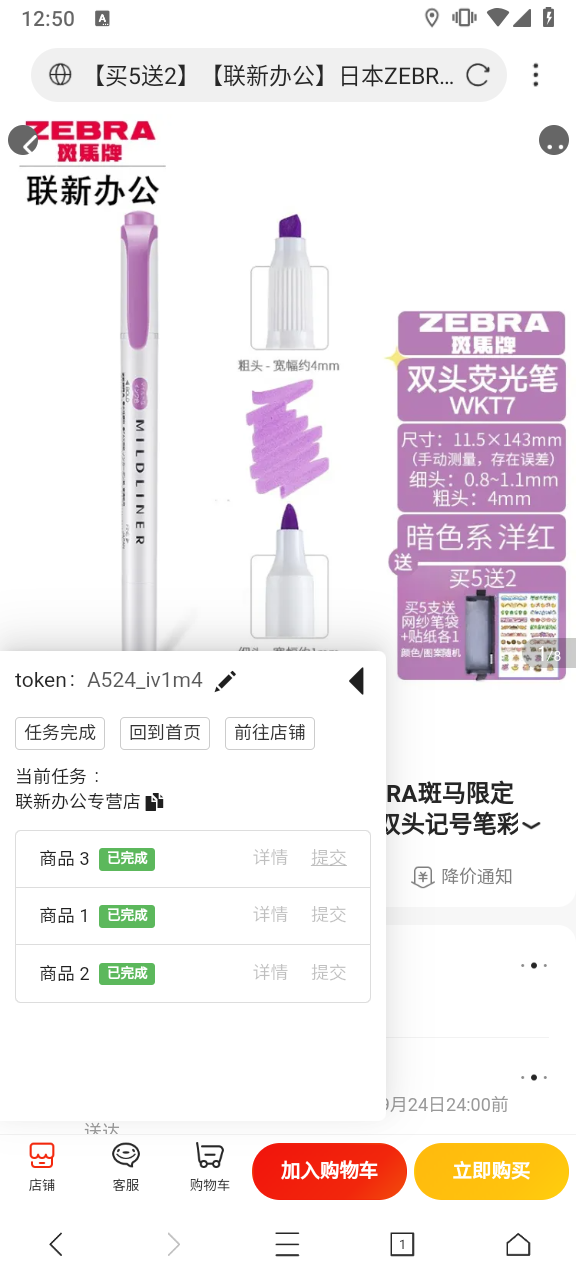 12:50
A
【买5送2】【联新办公】日本ZEBR...
ZEBRA
斑馬牌
联新办公
粗头 - 宽幅约4mm
MILDLINER
ZEBRA
斑馬牌
双头荧光笔
WKT7
尺寸：11.5×143mm
（手动测量，存在误差）
细头：0.8~1.1mm
粗头：4mm
暗色系 洋红
送
买5送2
买5支送
网纱笔袋
+贴纸各1
颜色/图案随机
1/8
token： A524_iv1m4
任务完成 回到首页 前往店铺
当前任务：
联新办公专营店
商品 3 已完成 详情 提交
商品 1 已完成 详情 提交
商品 2 已完成 详情 提交
RA斑马限定
双头记号笔彩
降价通知
9月24日24:00前
送达
店铺 客服 购物车 加入购物车 立即购买
1